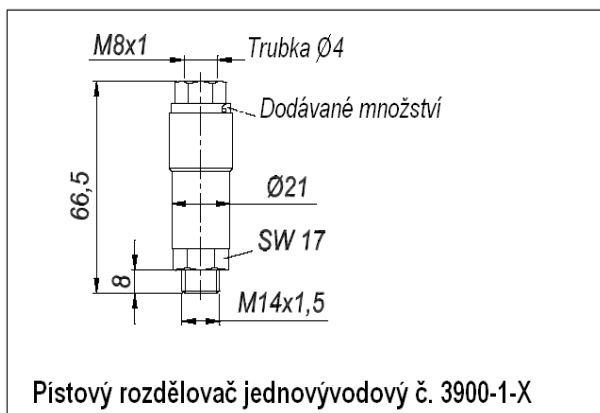 M8x1 Trubka Ø4
Dodávané množství
66,5
Ø21
SW 17
8
M14x1,5
Pístový rozdělovač jednovývodový č. 3900-1-X